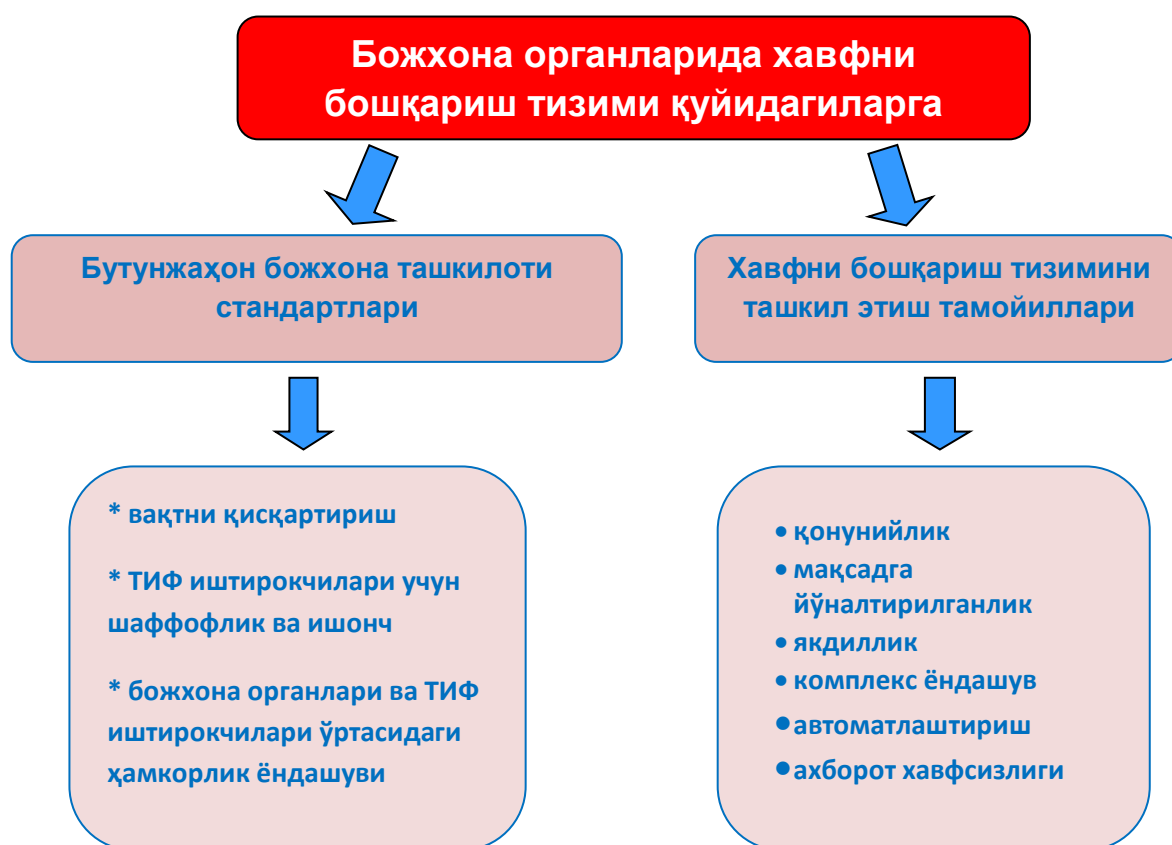 Божхона органларида хавфни
бошқариш тизими қуйидагиларга
Бутунжаҳон божхона ташкилоти
стандартлари
Хавфни бошқариш тизимини
ташкил этиш тамойиллари
* вақтни қисқартириш
* ТИФ иштирокчилари учун
шаффофлик ва ишонч
* божхона органлари ва ТИФ
иштирокчилари ўртасидаги
ҳамкорлик ёндашуви
• қонунийлик
• мақсадга
йўналтирилганлик
• якдиллик
• комплекс ёндашув
• автоматлаштириш
• ахборот хавфсизлиги